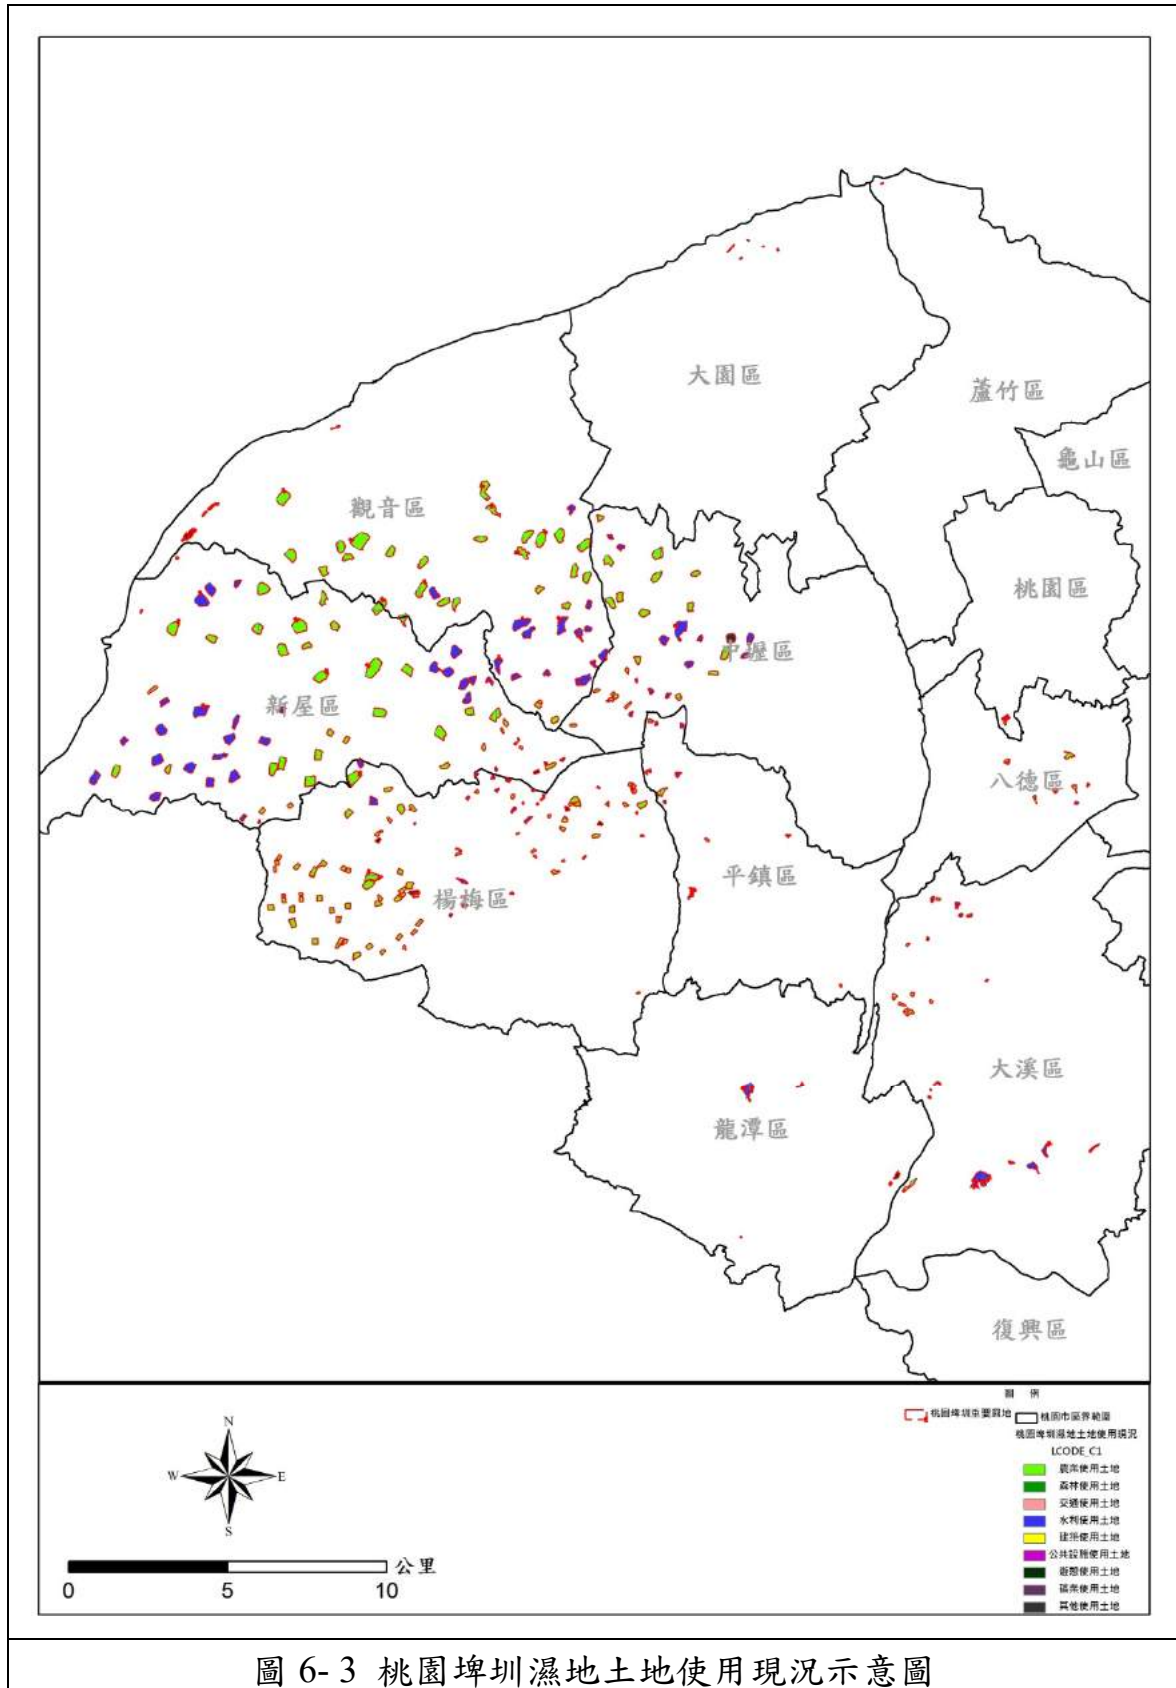 大園區
蘆竹區
龜山區
觀音區
桃園區
中壢區
新屋區
八德區
平鎮區
楊梅區
大溪區
龍潭區
復興區
圖 例
桃園埤圳重要濕地 桃園市區界範圍
桃園埤圳濕地土地使用現況
LCODE_C1
農業使用土地
森林使用土地
交通使用土地
水利使用土地
建築使用土地
公共設施使用土地
遊憩使用土地
礦業使用土地
其他使用土地
N
W E
S
公里
0 5 10
圖 6- 3 桃園埤圳濕地土地使用現況示意圖